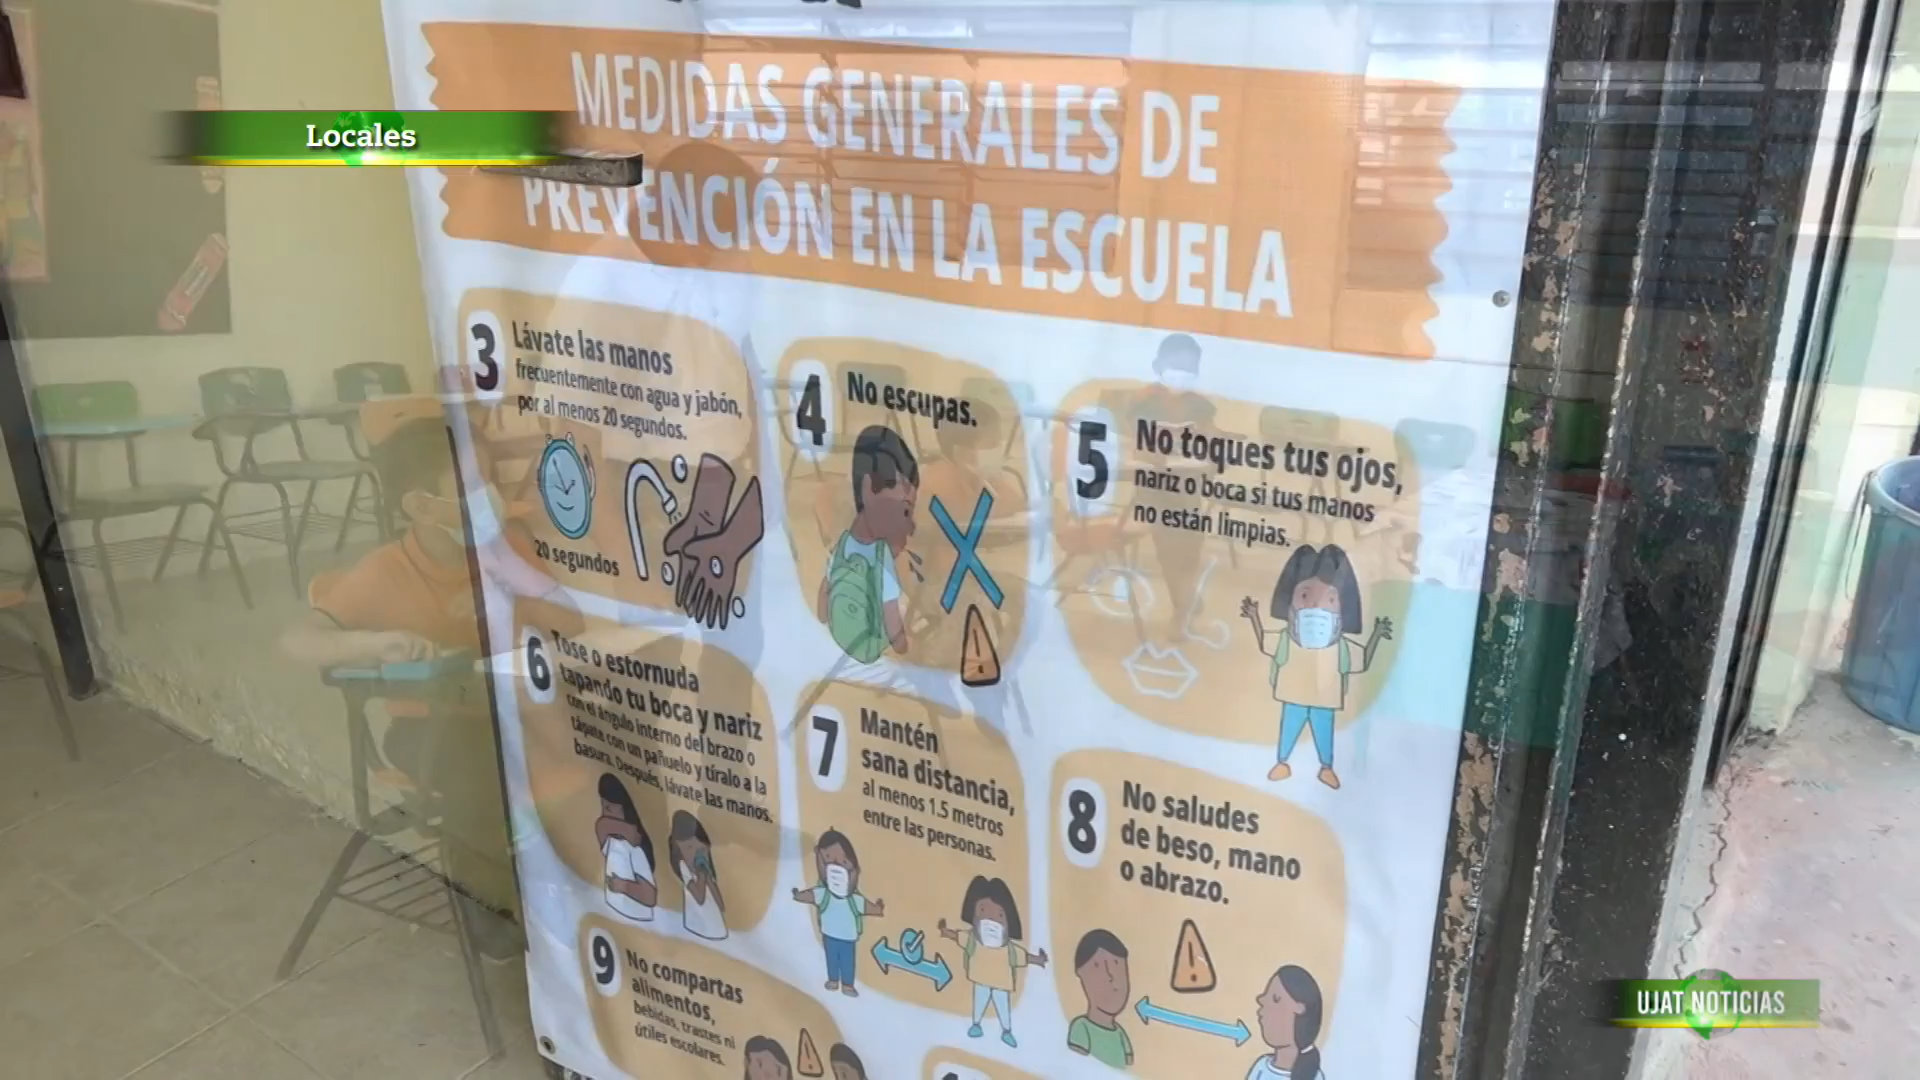 Locales
MEDIDAS GENERALES DE
PREVENCIÓN EN LA ESCUELA
3
Lávate las manos
frecuentemente con agua y jabón,
por al menos 20 segundos.
20 segundos
4
No escupas.
5
No toques tus ojos,
nariz o boca si tus manos
no están limpias.
6
Tose o estornuda
tapando tu boca y nariz
con el ángulo interno del brazo o
tápate con un pañuelo y tíralo a la
basura. Después, lávate las manos.
7
Mantén
sana distancia,
al menos 1.5 metros
entre las personas.
8
No saludes
de beso, mano
o abrazo.
9
No compartas
alimentos,
bebidas, trastes ni
útiles escolares.
UJAT NOTICIAS